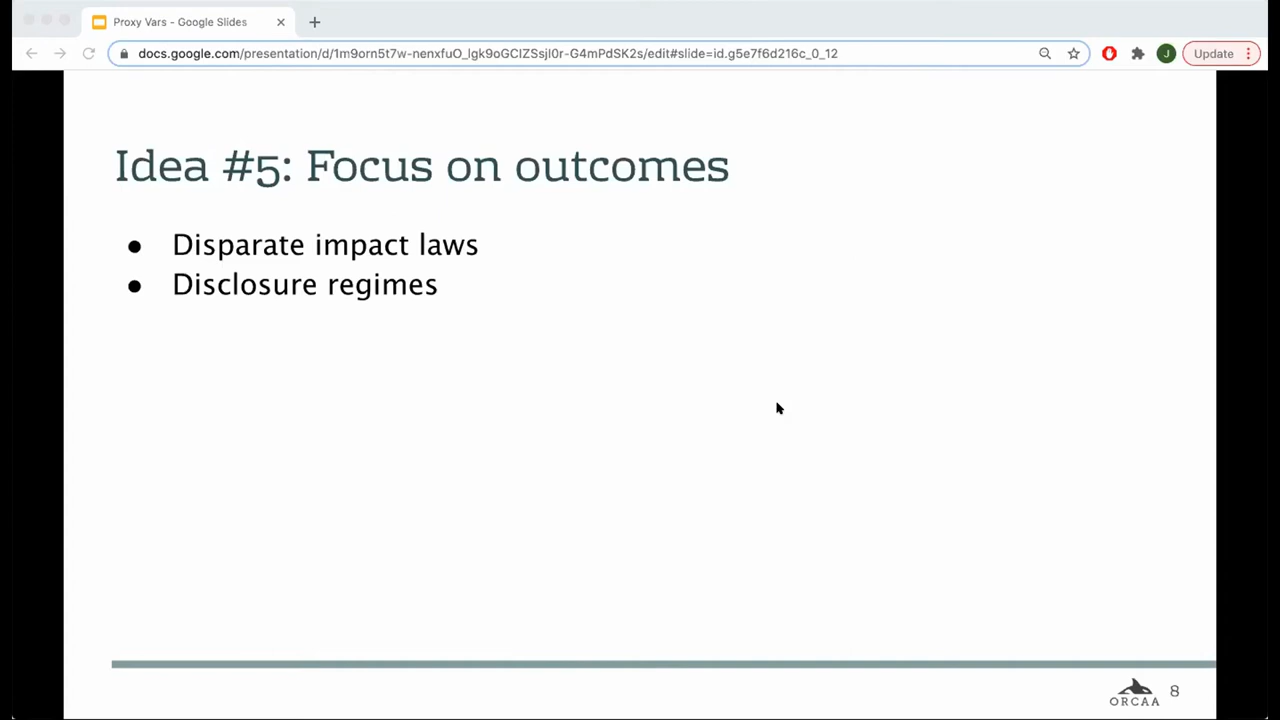 Proxy Vars - Google Slides
docs.google.com/presentation/d/1m9orn5t7w-nenxfuO_lgk9oGCIZSsjI0r-G4mPdSK2s/edit#slide=id.g5e7f6d216c_0_12
J
Update
Idea #5: Focus on outcomes
● Disparate impact laws
● Disclosure regimes
ORCAA
8